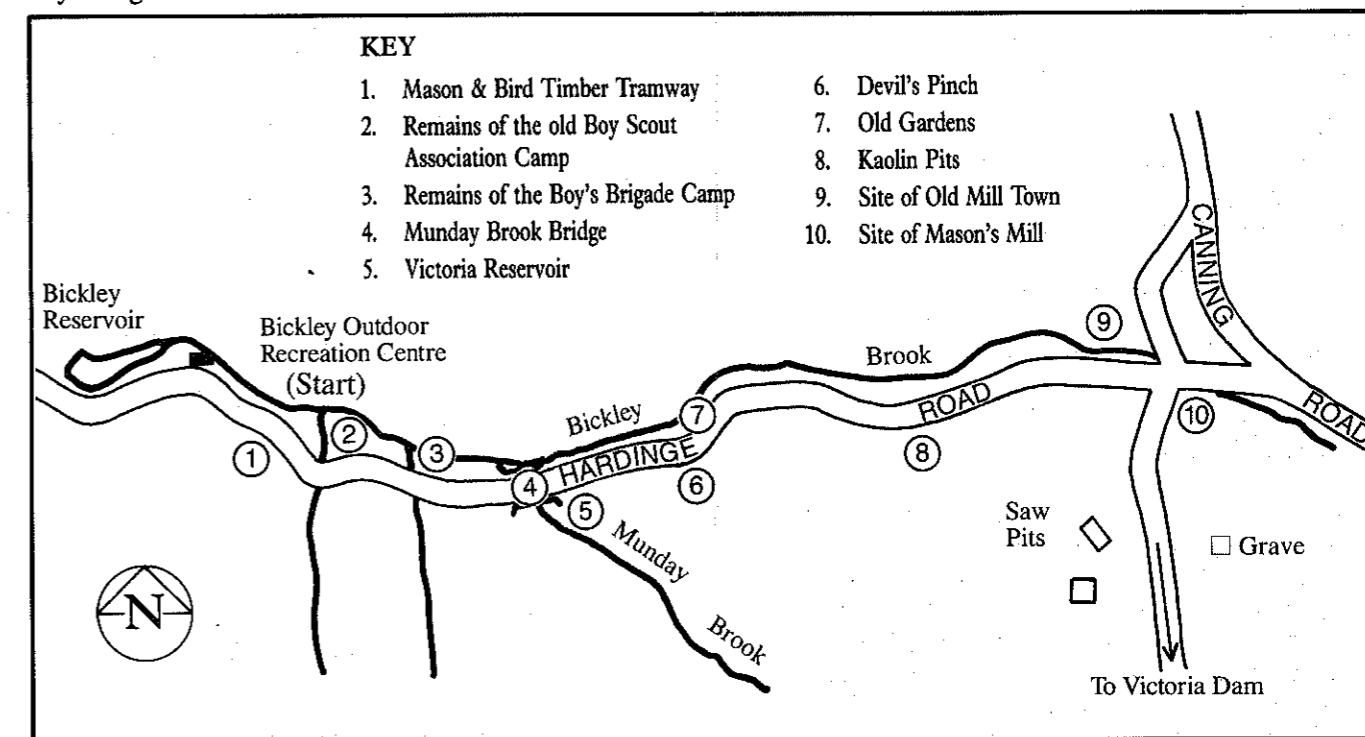 KEY
1. Mason & Bird Timber Tramway
2. Remains of the old Boy Scout
Association Camp
3. Remains of the Boy's Brigade Camp
4. Munday Brook Bridge
5. Victoria Reservoir
6. Devil's Pinch
7. Old Gardens
8. Kaolin Pits
9. Site of Old Mill Town
10. Site of Mason's Mill
Bickley
Reservoir
Bickley Outdoor
Recreation Centre
(Start)
1
2
3
4
5
Bickley
HARDINGE
6
7
Munday
Brook
Brook
ROAD
8
9
10
CANNING
ROAD
Saw
Pits
Grave
To Victoria Dam
N